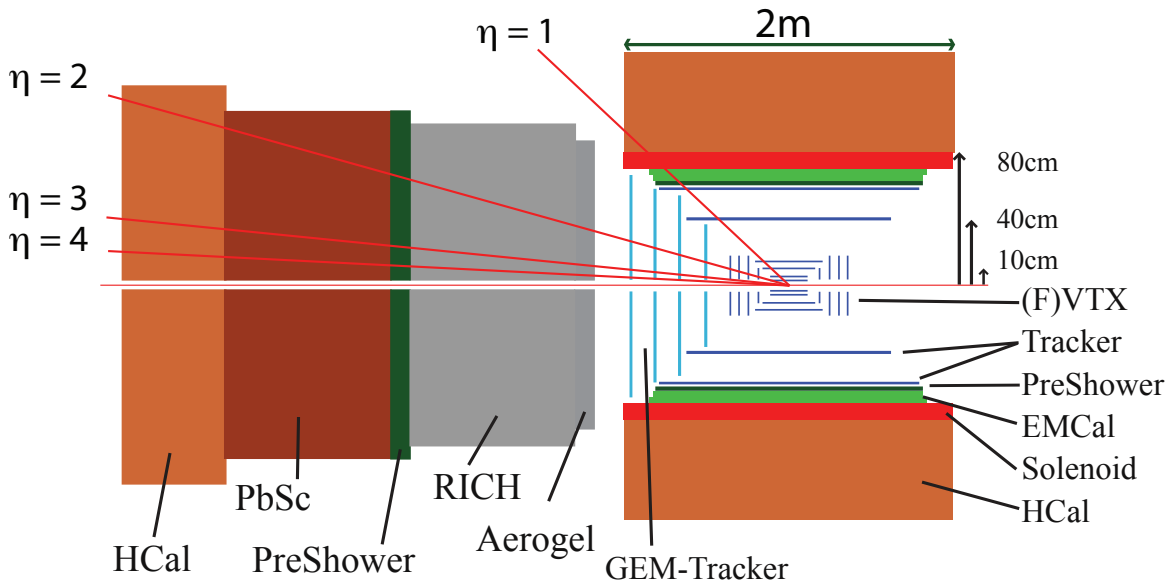 η = 1
2m
η = 2
80cm
η = 3
40cm
η = 4
10cm
(F)VTX
Tracker
PreShower
EMCal
Solenoid
HCal
PbSc
RICH
Aerogel
HCal
PreShower
GEM-Tracker